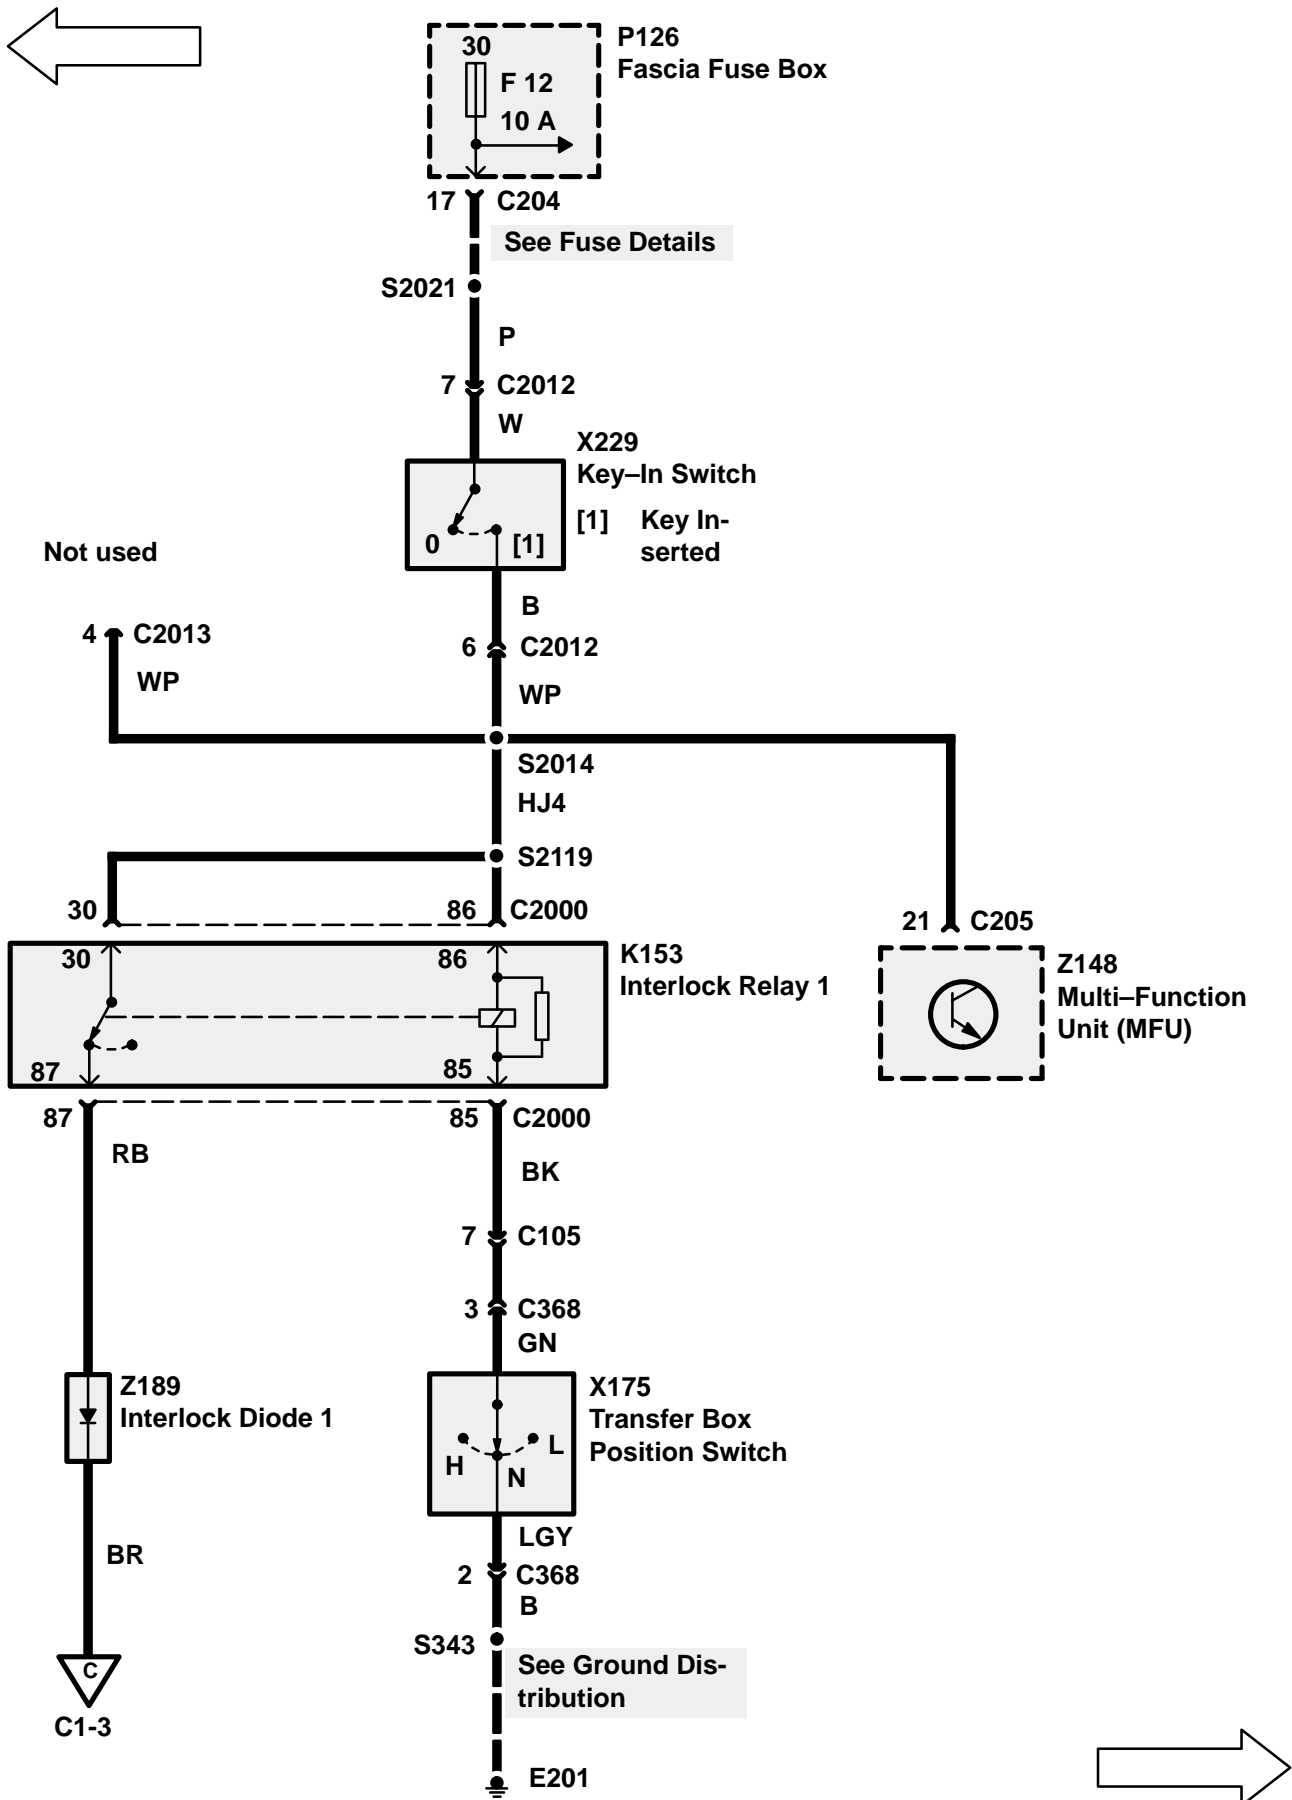 P126
Fascia Fuse Box
30
F 12
10 A
17 C204
See Fuse Details
S2021
P
7 C2012
W
X229
Key–In Switch
[1] Key In-
serted
0 [1]
Not used
B
4 C2013
6 C2012
WP
WP
S2014
HJ4
S2119
30
86 C2000
21 C205
30
86
K153
Interlock Relay 1
Z148
Multi–Function
Unit (MFU)
87
85
87
85 C2000
RB
BK
7 C105
3 C368
GN
Z189
Interlock Diode 1
X175
Transfer Box
Position Switch
H
N
L
LGY
BR
2 C368
B
S343
See Ground Dis-
tribution
C
C1-3
E201